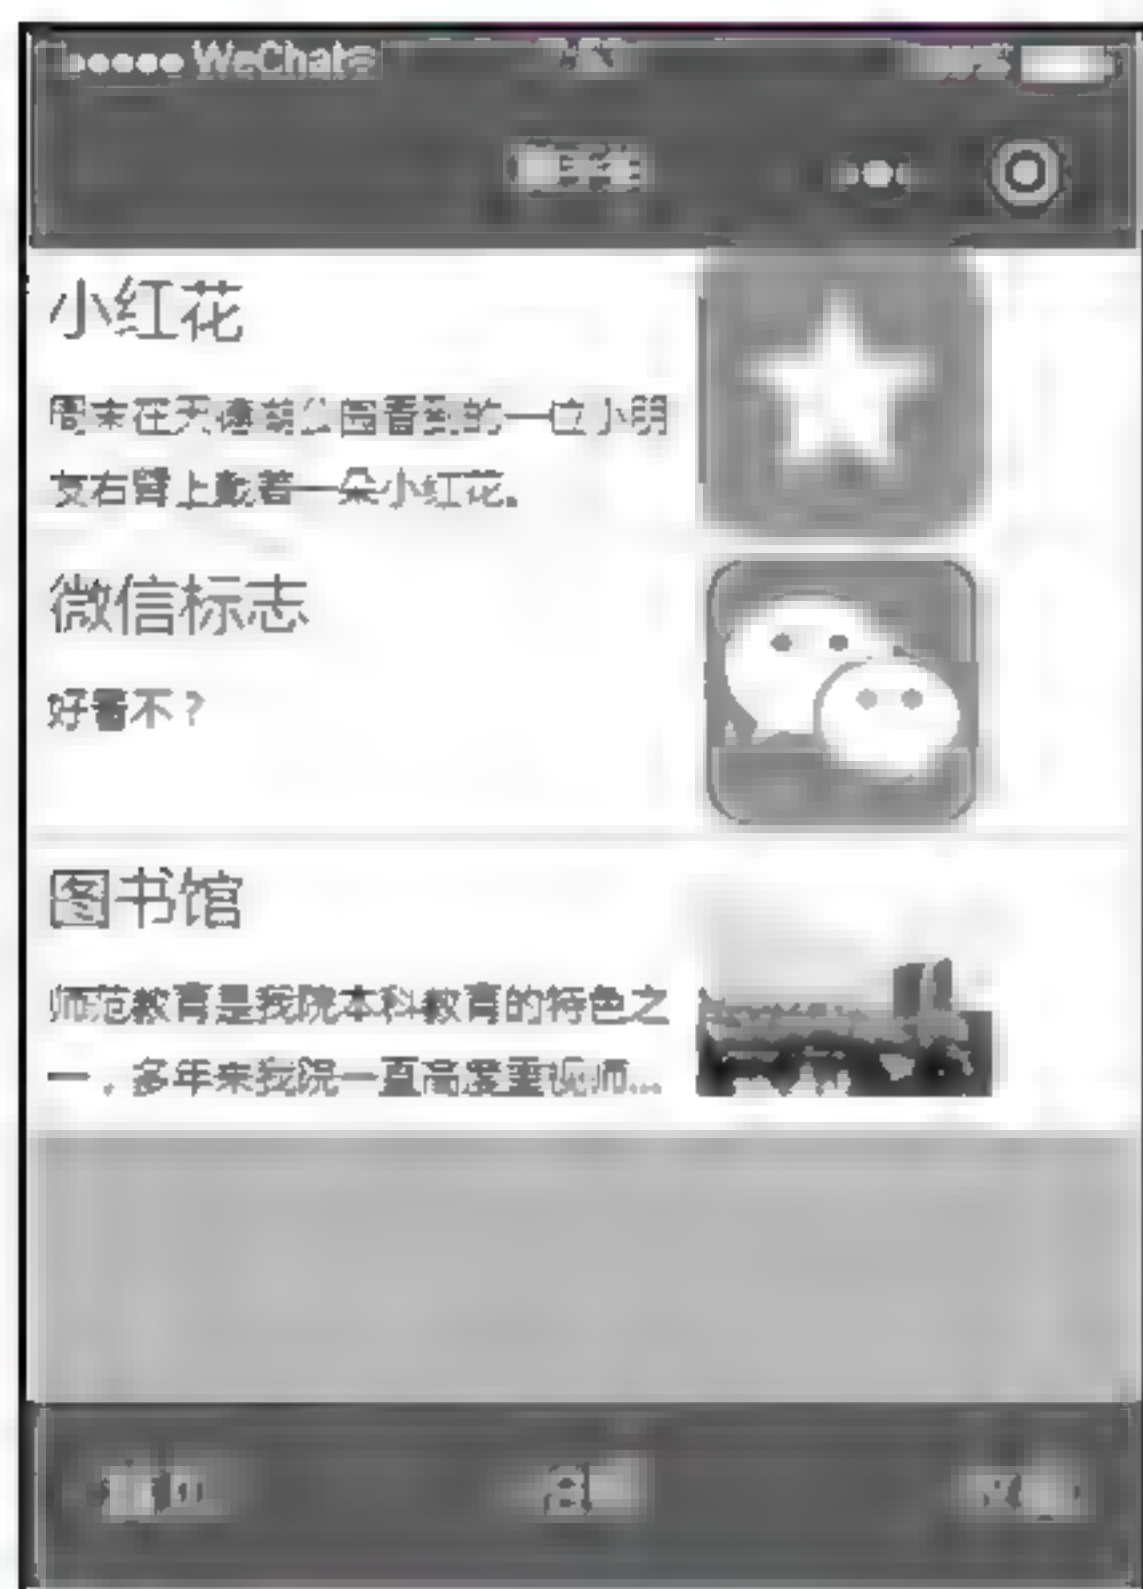 WeChat
小红花
周末在天德湖公园看到的一位小朋
友右臂上戴着一朵小红花。
微信标志
好看不？
图书馆
师范教育是我院本科教育的特色之
一，多年来我院一直高度重视师...